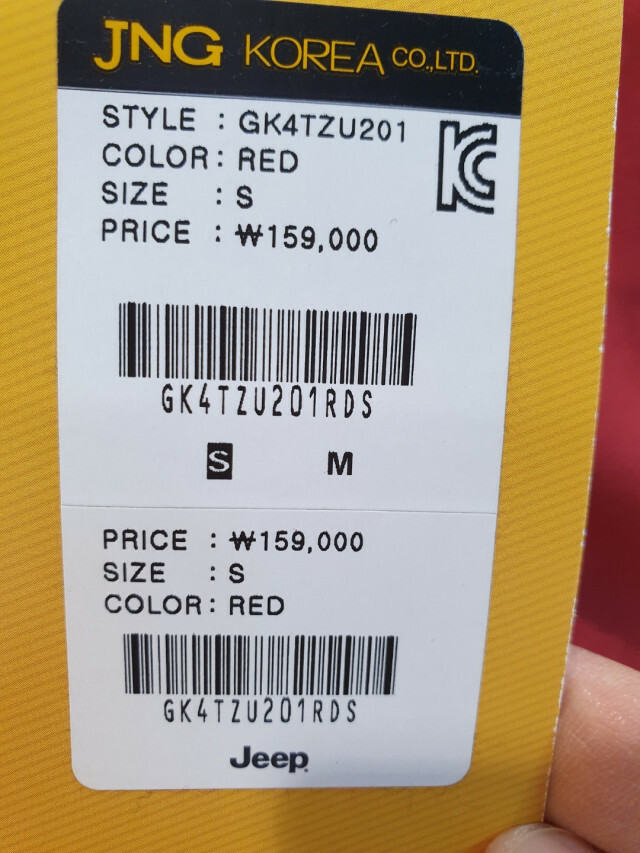 JNG KOREA CO.,LTD.
STYLE : GK4TZU201
COLOR : RED
SIZE : S
PRICE : ₩159,000
KC
GK4TZU201RDS
S M
PRICE : ₩159,000
SIZE : S
COLOR : RED
GK4TZU201RDS
Jeep